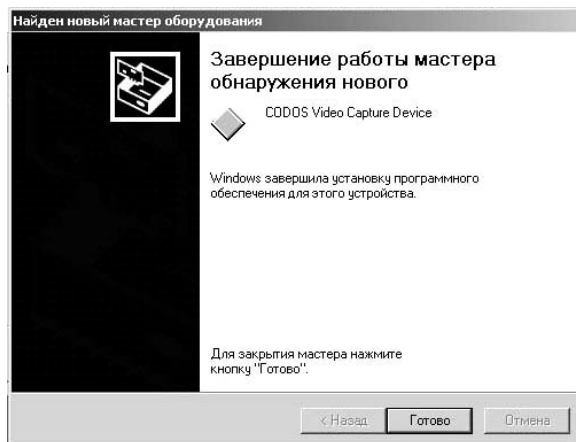 Найден новый мастер оборудования
Завершение работы мастера
обнаружения нового
CODOS Video Capture Device
Windows завершила установку программного
обеспечения для этого устройства.
Для закрытия мастера нажмите
кнопку "Готово".
< Назад
Готово
Отмена